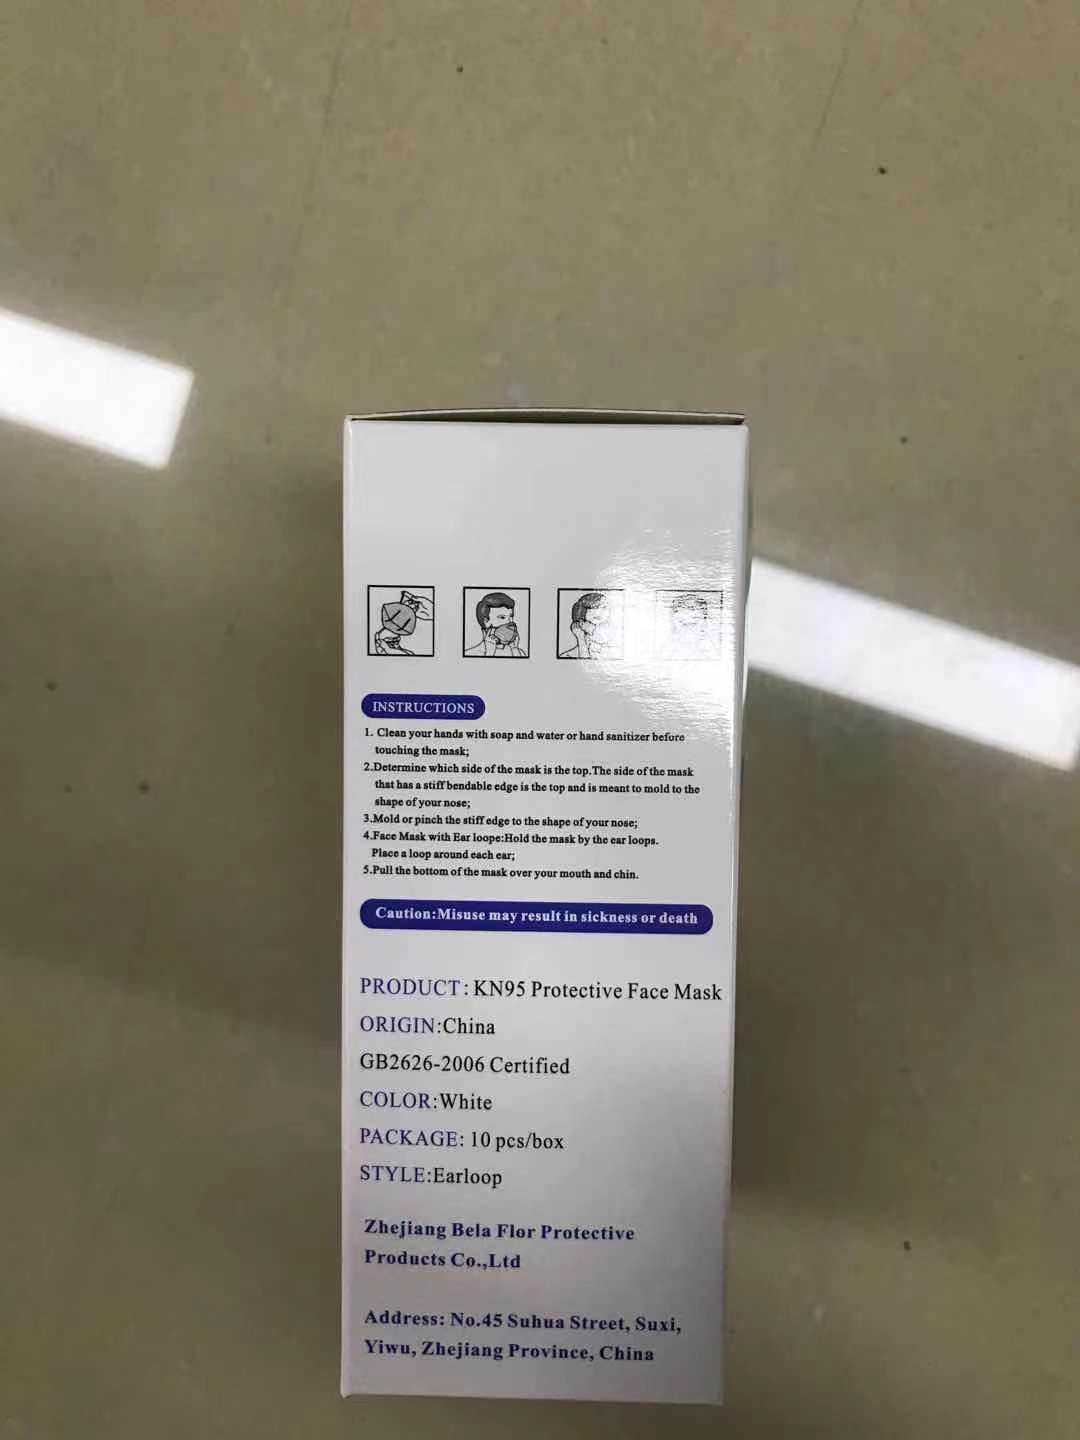 INSTRUCTIONS
1. Clean your hands with soap and water or hand sanitizer before
touching the mask;
2.Determine which side of the mask is the top.The side of the mask
that has a stiff bendable edge is the top and is meant to mold to the
shape of your nose;
3.Mold or pinch the stiff edge to the shape of your nose;
4.Face Mask with Ear loope:Hold the mask by the ear loops.
Place a loop around each ear;
5.Pull the bottom of the mask over your mouth and chin.
Caution:Misuse may result in sickness or death
PRODUCT: KN95 Protective Face Mask
ORIGIN:China
GB2626-2006 Certified
COLOR:White
PACKAGE: 10 pcs/box
STYLE:Earloop
Zhejiang Bela Flor Protective
Products Co.,Ltd
Address: No.45 Suhua Street, Suxi,
Yiwu, Zhejiang Province, China